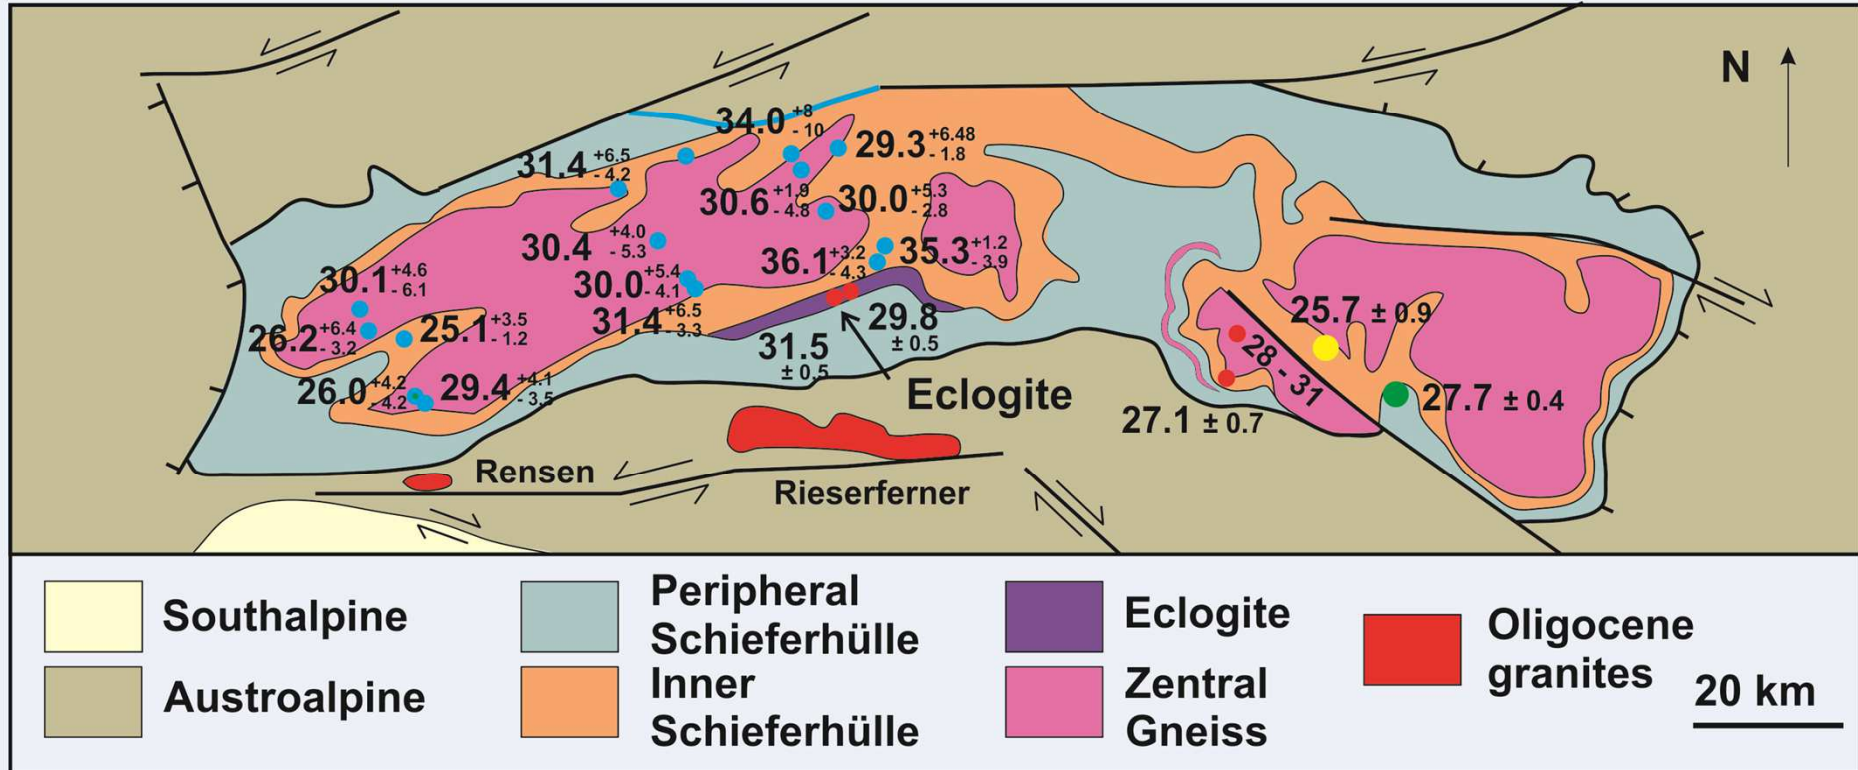 N
34.0 +8 - 10
29.3 +6.48 - 1.8
31.4 +6.5 - 4.2
30.6 +1.9 - 4.8
30.0 +5.3 - 2.8
30.4 +4.0 - 5.3
36.1 +3.2 - 4.3
35.3 +1.2 - 3.9
30.1 +4.6 - 6.1
30.0 +5.4 - 4.1
31.4 +6.5 - 3.3
26.2 +6.4 - 3.2
25.1 +3.5 - 1.2
29.8
± 0.5
31.5
± 0.5
25.7 ± 0.9
28 - 31
26.0 +4.2 - 4.2
29.4 +4.1 - 3.5
Eclogite
27.1 ± 0.7
27.7 ± 0.4
Rensen
Rieserferner
Southalpine
Austroalpine
Peripheral
Schieferhülle
Inner
Schieferhülle
Eclogite
Zentral
Gneiss
Oligocene
granites
20 km